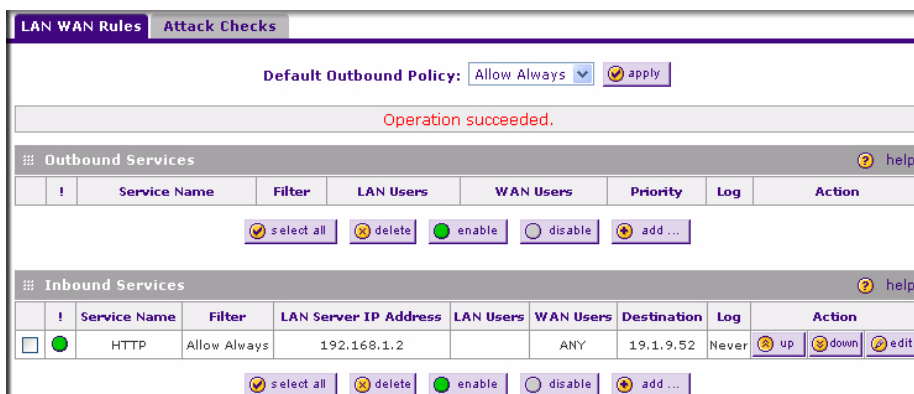 LAN WAN Rules Attack Checks
Default Outbound Policy: Allow Always apply
Operation succeeded.
Outbound Services ? help
! Service Name Filter LAN Users WAN Users Priority Log Action
select all delete enable disable add ...
Inbound Services ? help
! Service Name Filter LAN Server IP Address LAN Users WAN Users Destination Log Action
HTTP Allow Always 192.168.1.2 ANY 19.1.9.52 Never up down edit
select all delete enable disable add ...